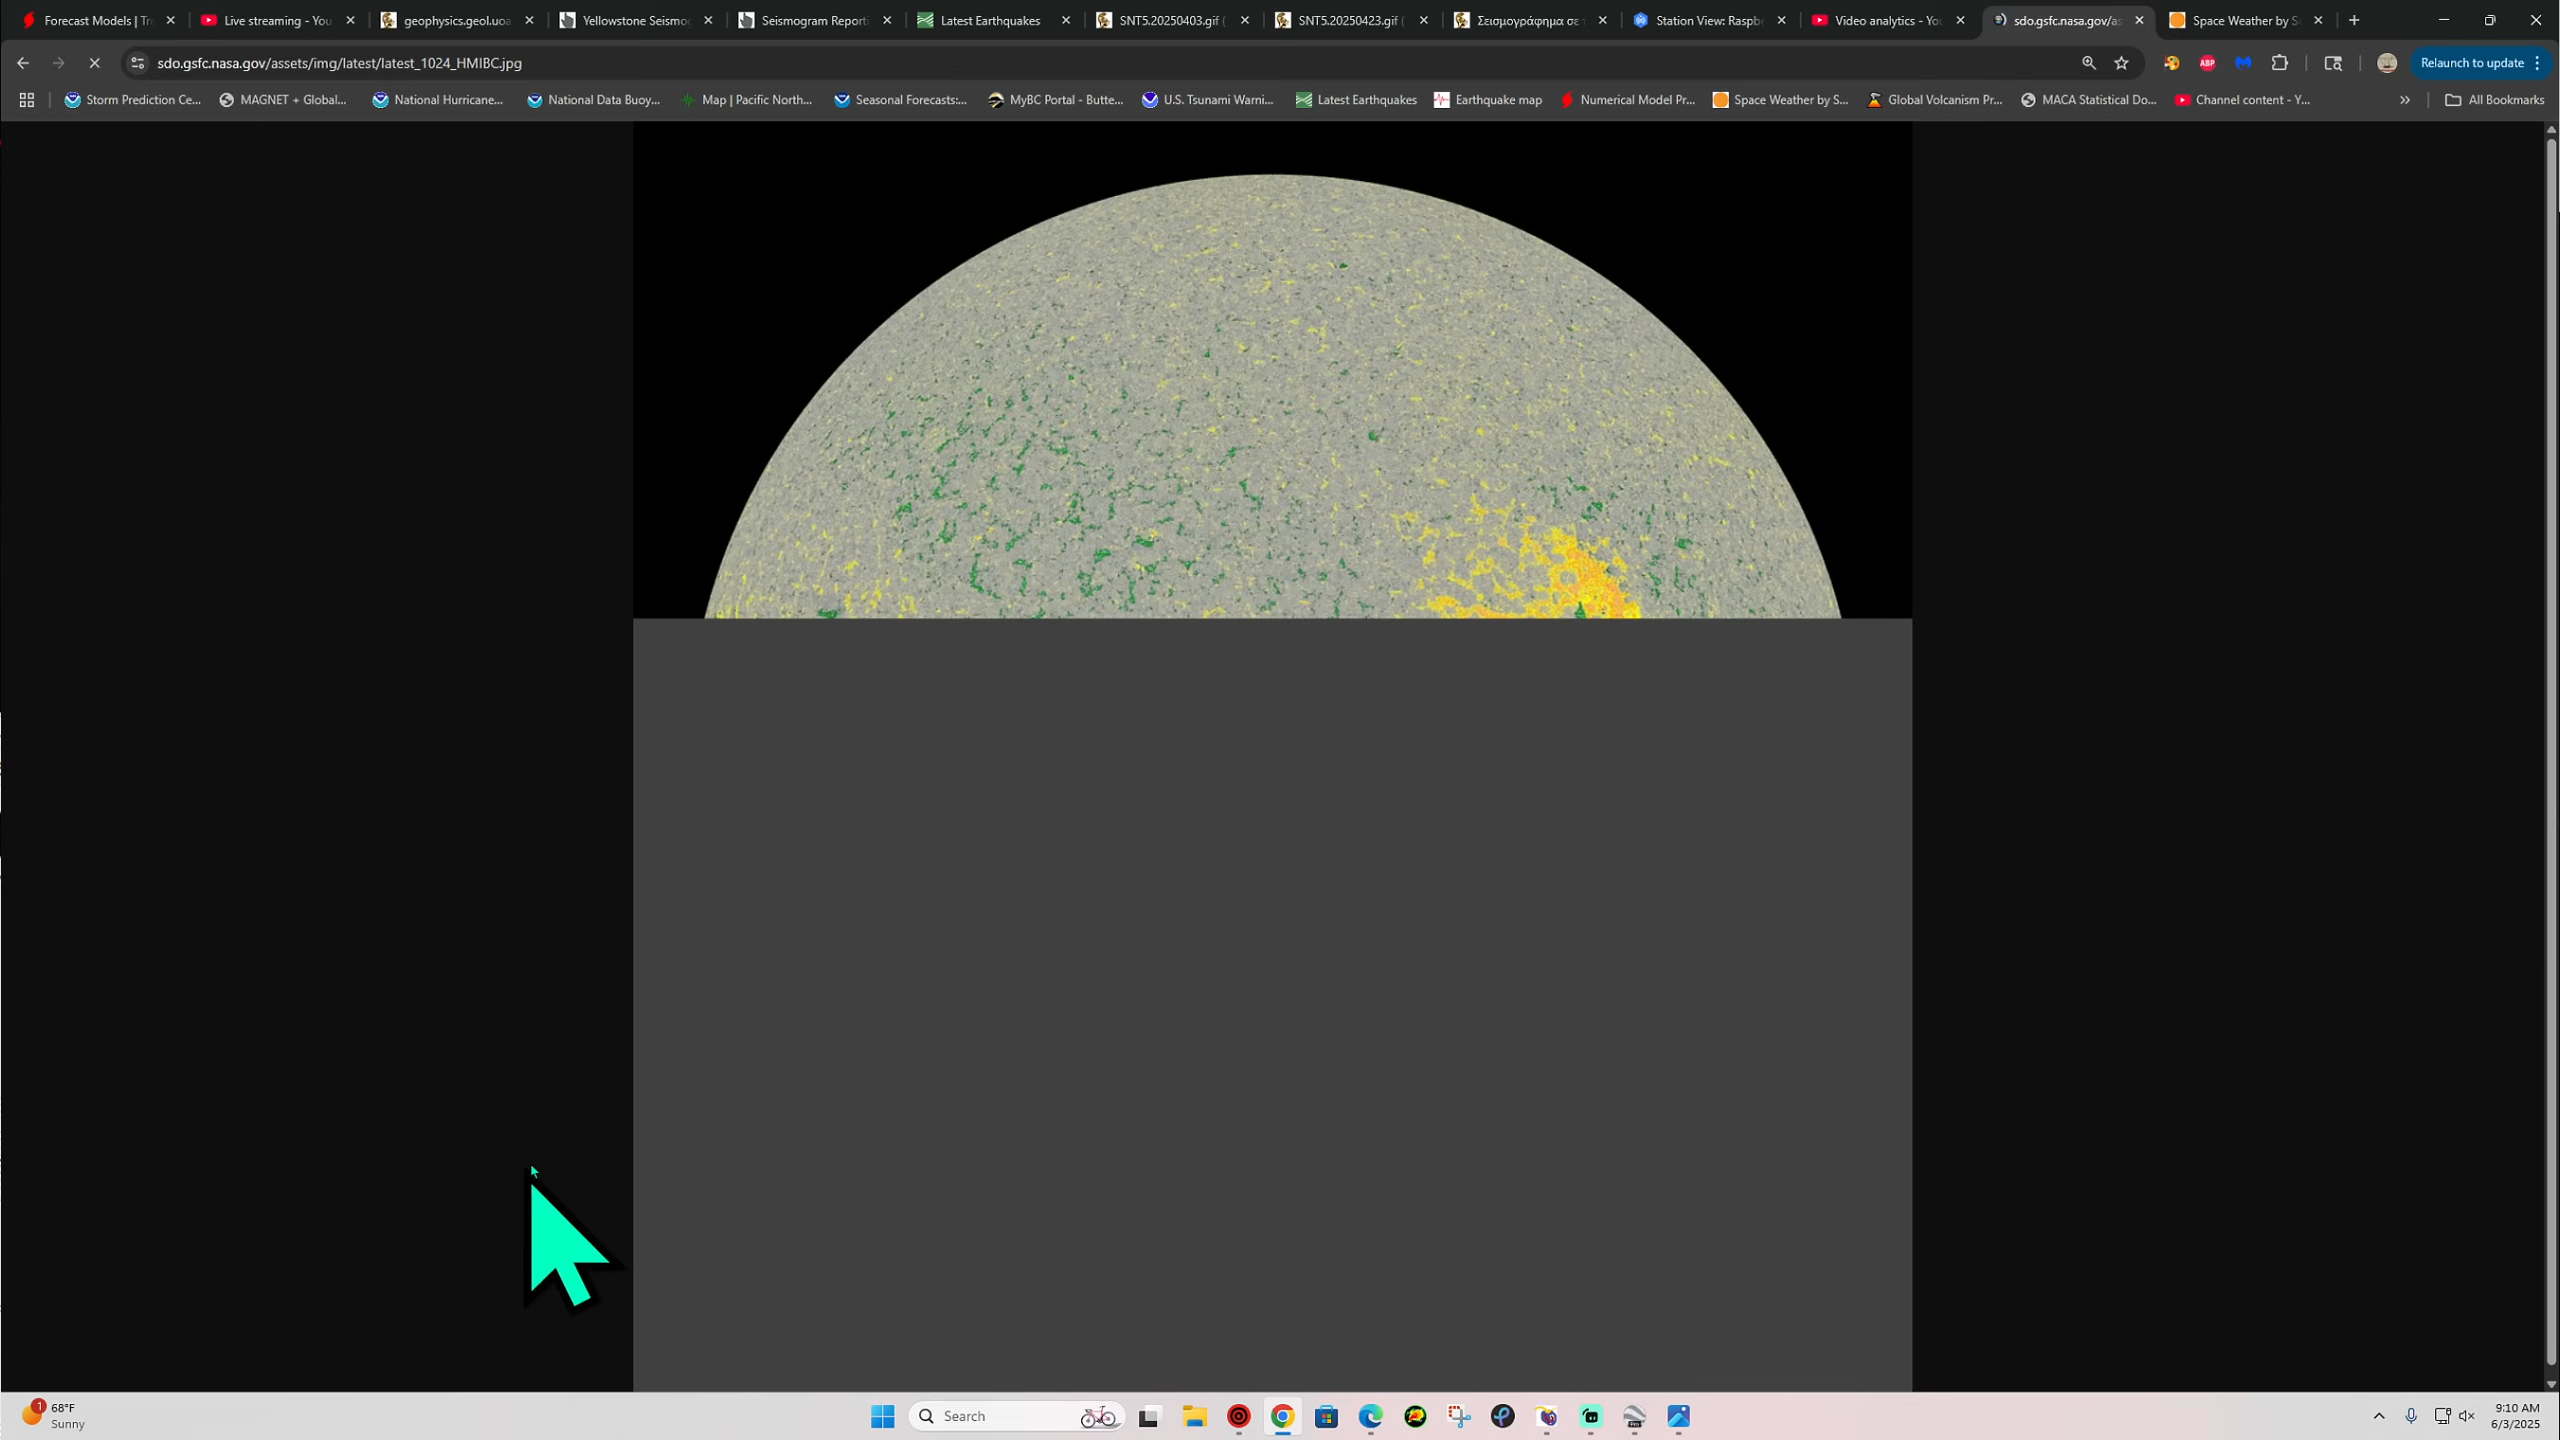 Forecast Models | Tr
Live streaming - You
geophysics.geol.uoa
Yellowstone Seismog
Seismogram Reporti
Latest Earthquakes
SNT5.20250403.gif (
SNT5.20250423.gif (
Σεισμογράφημα σε
Station View: Raspb
Video analytics - You
sdo.gsfc.nasa.gov/as
Space Weather by S
sdo.gsfc.nasa.gov/assets/img/latest/latest_1024_HMIBC.jpg
ABP
Relaunch to update
Storm Prediction Ce...
MAGNET + Global...
National Hurricane...
National Data Buoy...
Map | Pacific North...
Seasonal Forecasts:...
MyBC Portal - Butte...
U.S. Tsunami Warni...
Latest Earthquakes
Earthquake map
Numerical Model Pr...
Space Weather by S...
Global Volcanism Pr...
MACA Statistical Do...
Channel content - Y...
All Bookmarks
1
68°F
Sunny
Search
9:10 AM
6/3/2025